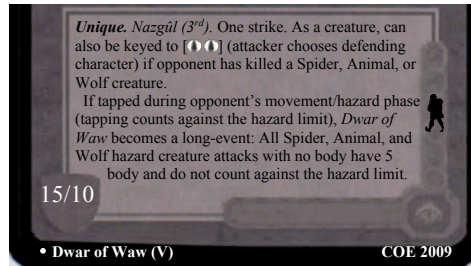 Unique. Nazgûl (3rd). One strike. As a creature, can
also be keyed to [ ] (attacker chooses defending
character) if opponent has killed a Spider, Animal, or
Wolf creature.
If tapped during opponent's movement/hazard phase
(tapping counts against the hazard limit), Dwar of
Waw becomes a long-event: All Spider, Animal, and
Wolf hazard creature attacks with no body have 5
body and do not count against the hazard limit.
15/10
• Dwar of Waw (V) COE 2009